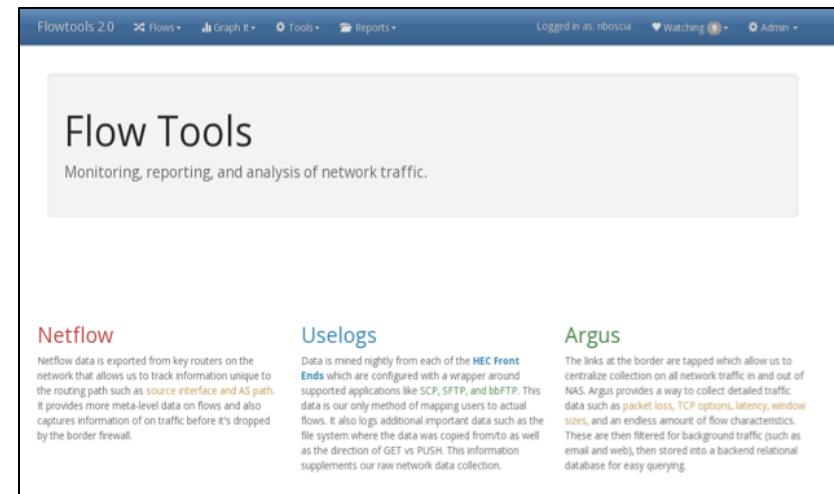 Flowtools 2.0 Flows Graph It Tools Reports Logged in as: nboscia Watching 9 Admin
Flow Tools
Monitoring, reporting, and analysis of network traffic.
Netflow
Netflow data is exported from key routers on the
network that allows us to track information unique to
the routing path such as source interface and AS path.
It provides more meta-level data on flows and also
captures information of on traffic before it's dropped
by the border firewall.
Uselogs
Data is mined nightly from each of the HEC Front
Ends which are configured with a wrapper around
supported applications like SCP, SFTP, and bbFTP. This
data is our only method of mapping users to actual
flows. It also logs additional important data such as the
file system where the data was copied from/to as well
as the direction of GET vs PUSH. This information
supplements our raw network data collection.
Argus
The links at the border are tapped which allow us to
centralize collection on all network traffic in and out of
NAS. Argus provides a way to collect detailed traffic
data such as packet loss, TCP options, latency, window
sizes, and an endless amount of flow characteristics.
These are then filtered for background traffic (such as
email and web), then stored into a backend relational
database for easy querying.